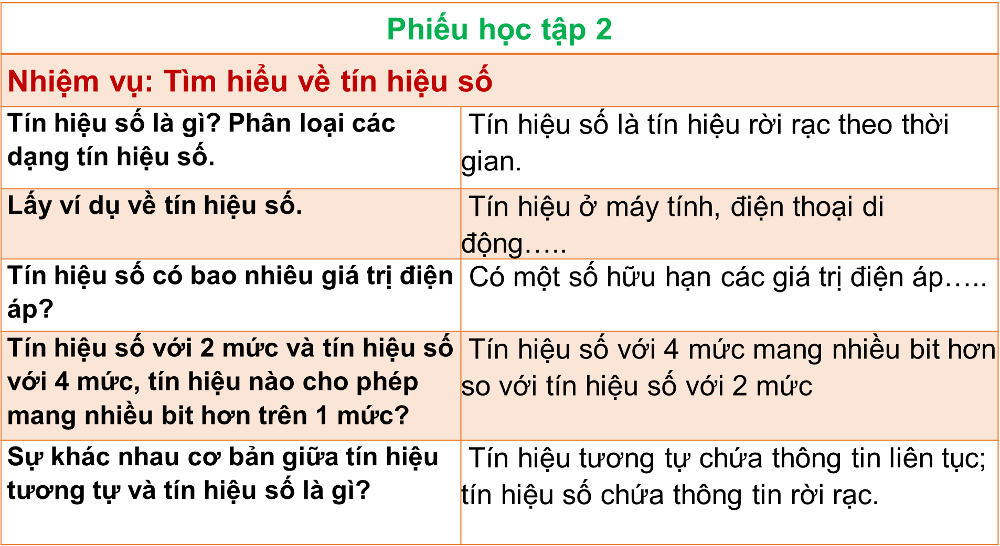 Phiếu học tập 2
Nhiệm vụ: Tìm hiểu về tín hiệu số
Tín hiệu số là gì? Phân loại các
dạng tín hiệu số.
Tín hiệu số là tín hiệu rời rạc theo thời
gian.
Lấy ví dụ về tín hiệu số.
Tín hiệu ở máy tính, điện thoại di
động…..
Tín hiệu số có bao nhiêu giá trị điện
áp?
Có một số hữu hạn các giá trị điện áp…..
Tín hiệu số với 2 mức và tín hiệu số
với 4 mức, tín hiệu nào cho phép
mang nhiều bit hơn trên 1 mức?
Tín hiệu số với 4 mức mang nhiều bit hơn
so với tín hiệu số với 2 mức
Sự khác nhau cơ bản giữa tín hiệu
tương tự và tín hiệu số là gì?
Tín hiệu tương tự chứa thông tin liên tục;
tín hiệu số chứa thông tin rời rạc.